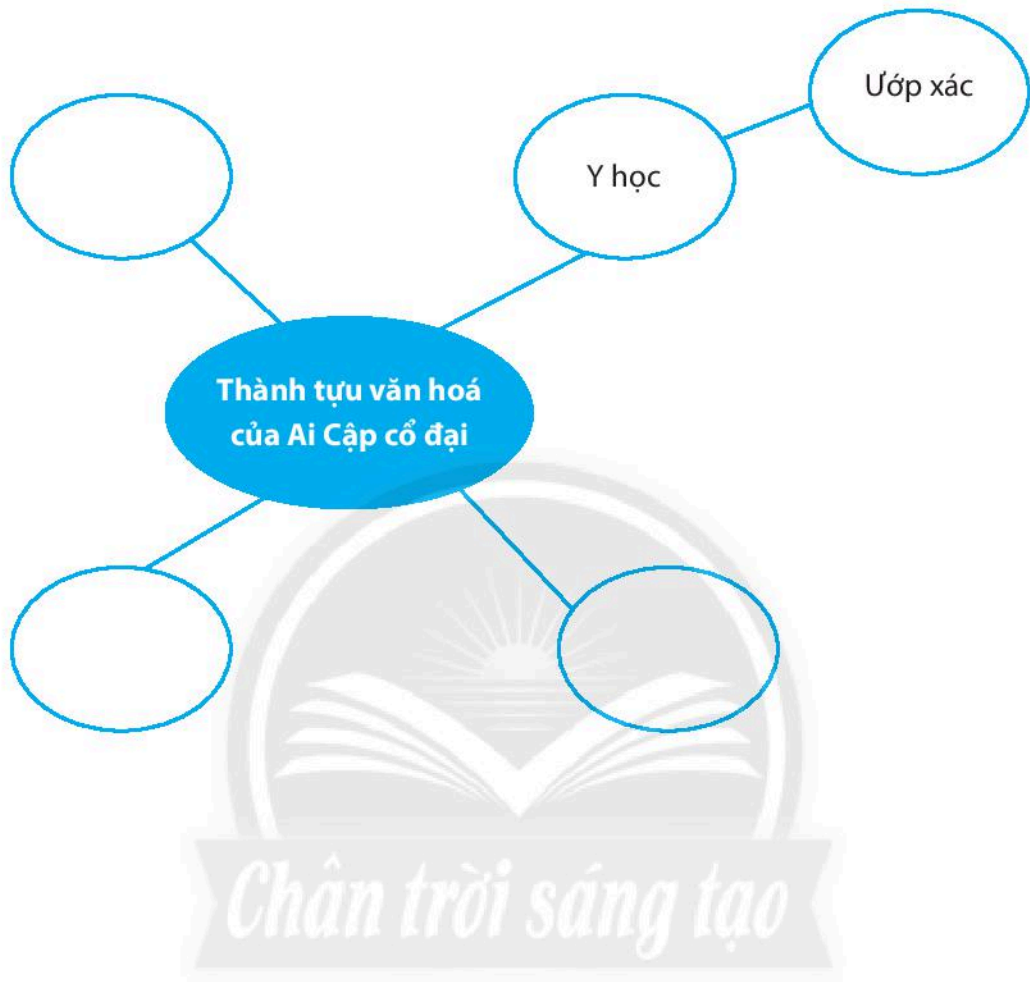 Ướp xác
Y học
Thành tựu văn hoá
của Ai Cập cổ đại
Chân trời sáng tạo